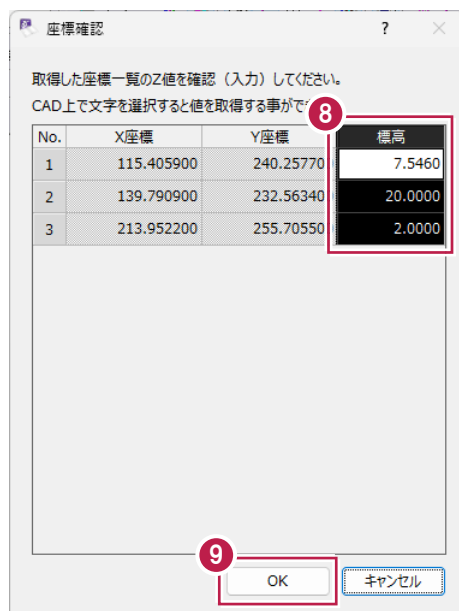 座標確認 ?
取得した座標一覧のZ値を確認（入力）してください。
CAD上で文字を選択すると値を取得する事ができ
8
No. X座標 Y座標 標高
1 115.405900 240.25770 7.5460
2 139.790900 232.56340 20.0000
3 213.952200 255.70550 2.0000
9
OK キャンセル